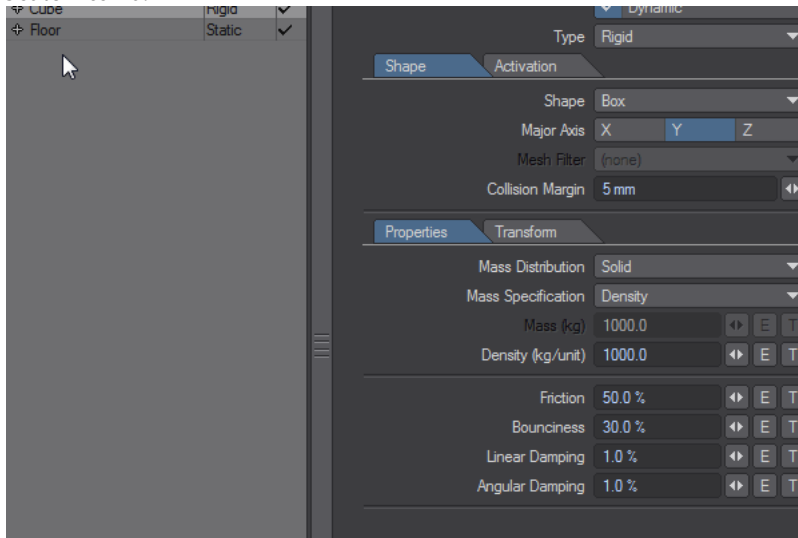 Cube Rigid
Dynamic
Floor Static
Type Rigid
Shape Activation
Shape Box
Major Axis X Y Z
Mesh Filter (none)
Collision Margin 5 mm
Properties Transform
Mass Distribution Solid
Mass Specification Density
Mass (kg) 1000.0 E T
Density (kg/unit) 1000.0 E T
Friction 50.0 % E T
Bounciness 30.0 % E T
Linear Damping 1.0 % E T
Angular Damping 1.0 % E T